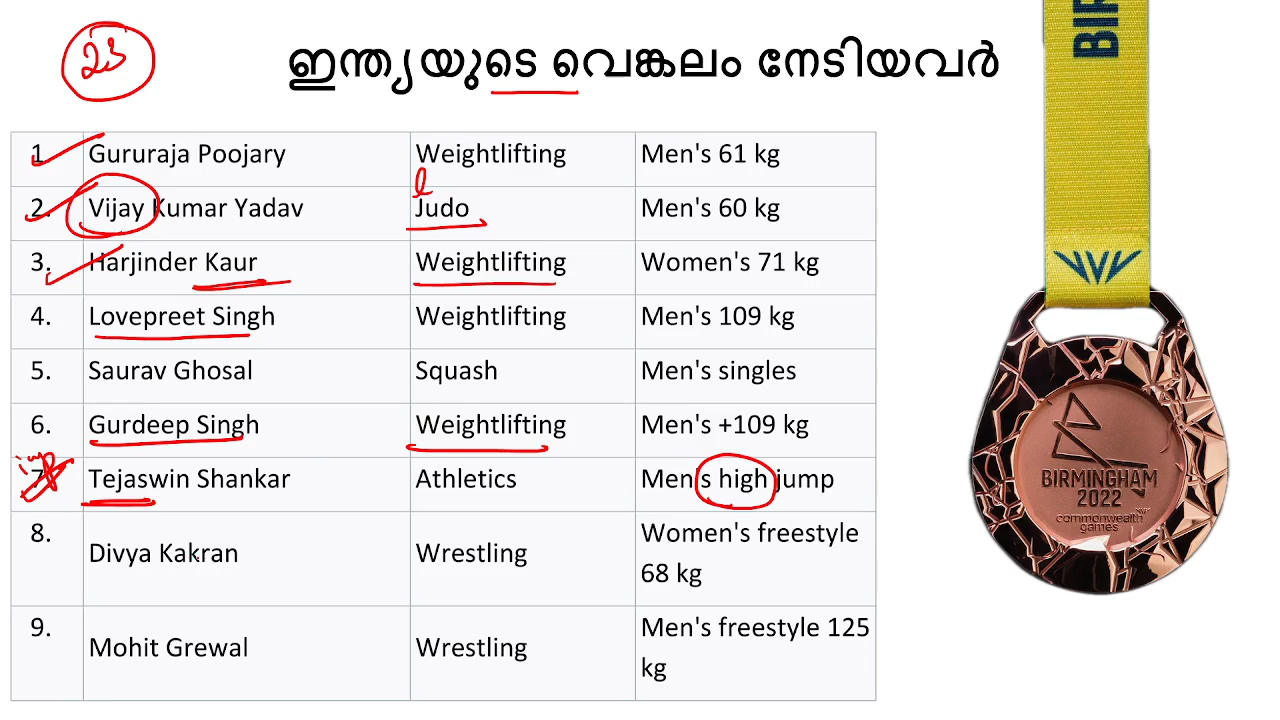 23
ഇന്ത്യയുടെ വെങ്കലം നേടിയവർ
BIR
1 Gururaja Poojary Weightlifting Men's 61 kg
2. Vijay Kumar Yadav Judo Men's 60 kg
3. Harjinder Kaur Weightlifting Women's 71 kg
4. Lovepreet Singh Weightlifting Men's 109 kg
5. Saurav Ghosal Squash Men's singles
6. Gurdeep Singh Weightlifting Men's +109 kg
imp
7. Tejaswin Shankar Athletics Men's high jump
8. Divya Kakran Wrestling Women's freestyle
68 kg
9. Mohit Grewal Wrestling Men's freestyle 125
kg
BIRMINGHAM
2022
commonwealth
games